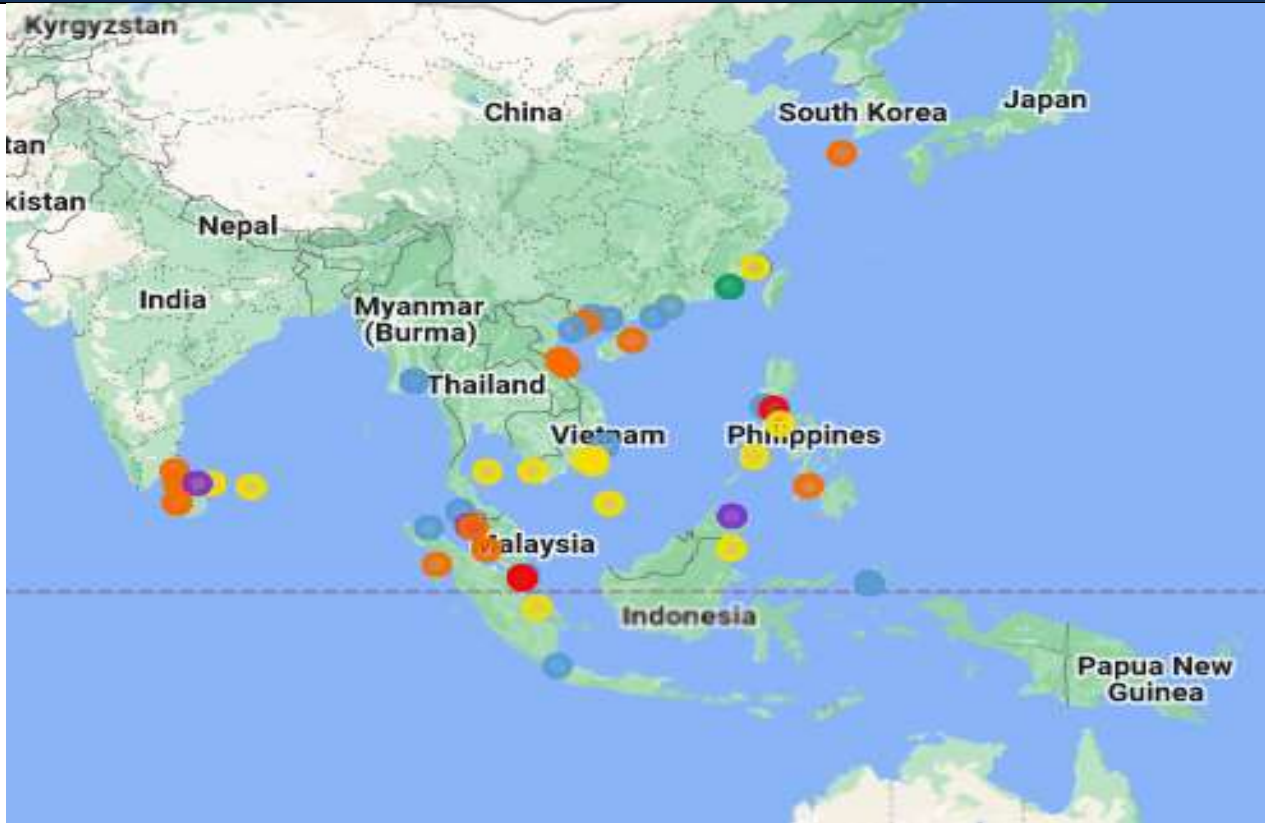 Kyrgyzstan
China
South Korea
Japan
tan
kistan
Nepal
India
Myanmar
(Burma)
Thailand
Vietnam
Philippines
Malaysia
Indonesia
Papua New
Guinea